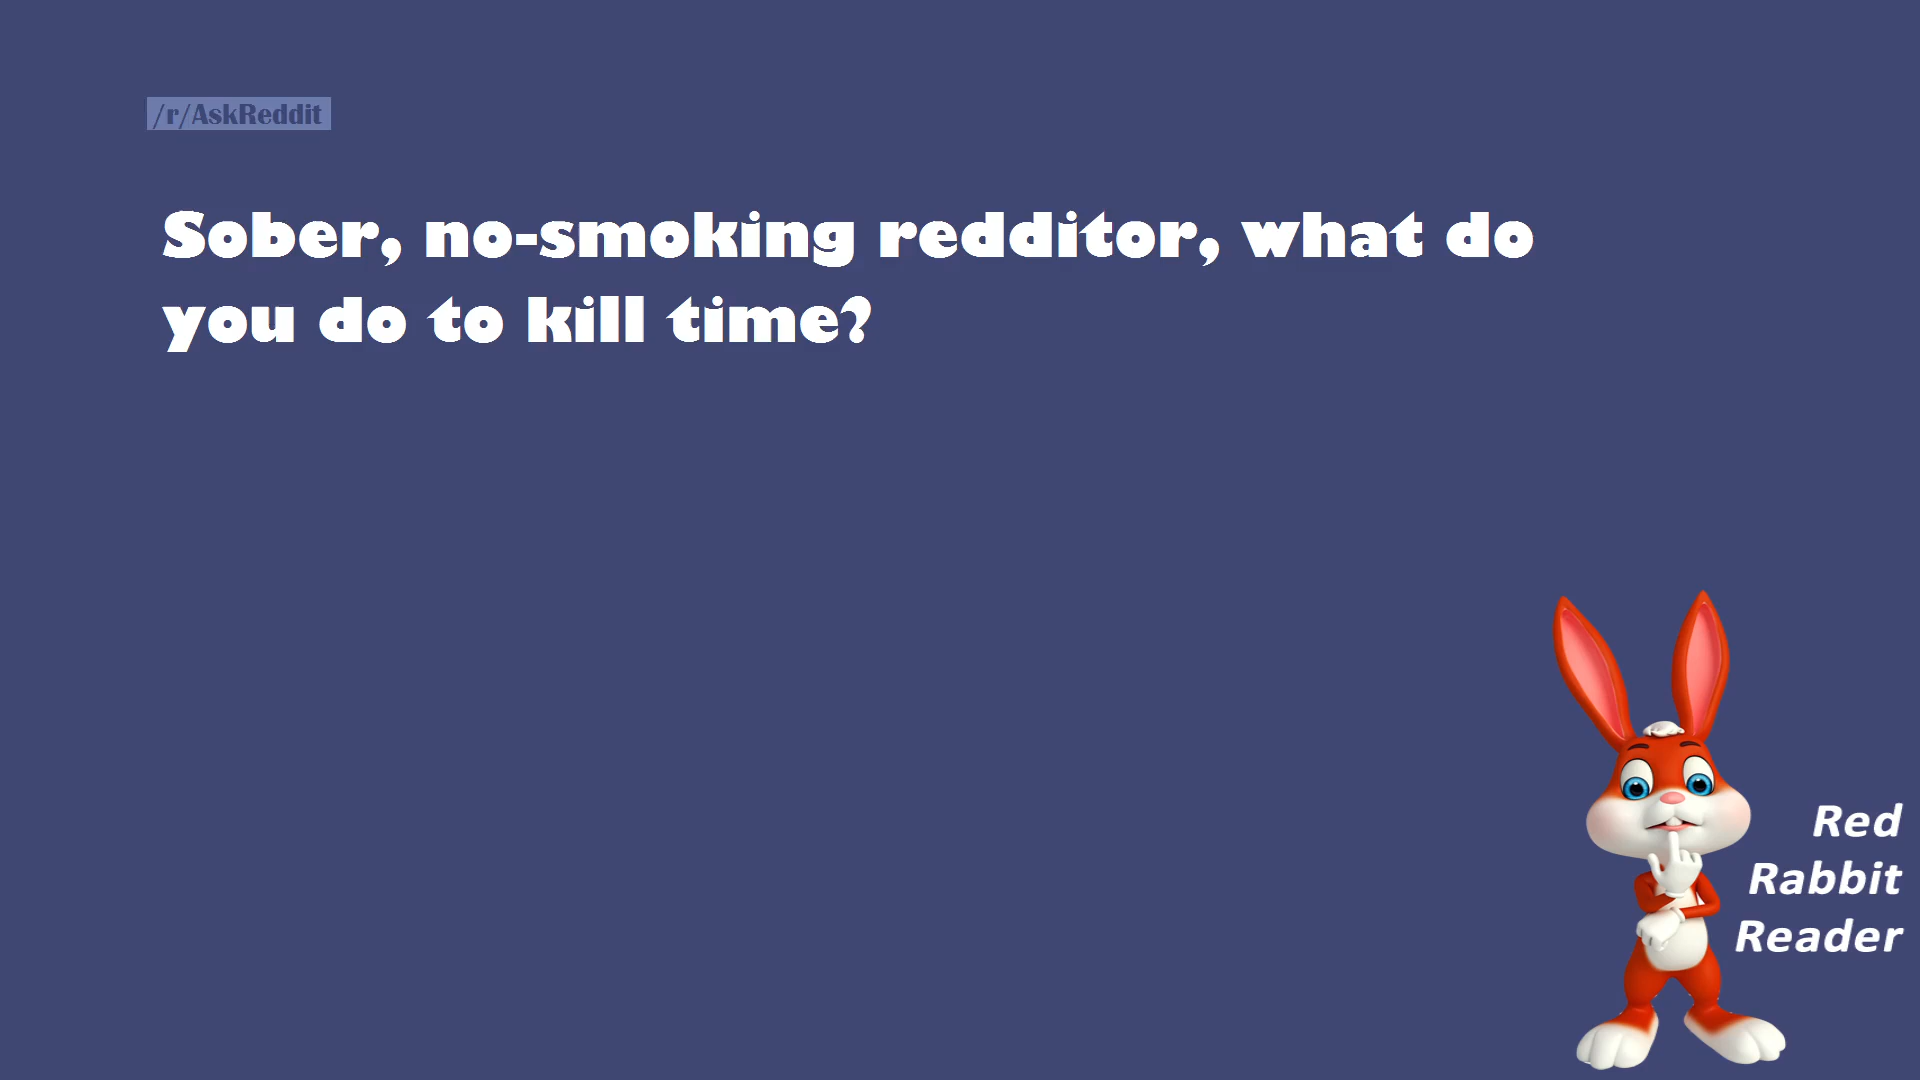 /r/AskReddit
Sober, no-smoking redditor, what do
you do to kill time?
Red
Rabbit
Reader